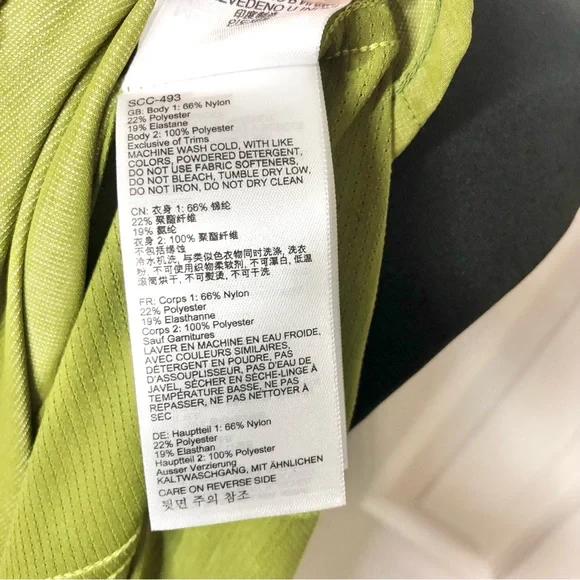 印度制造
SCC-493
GB: Body 1: 66% Nylon
22% Polyester
19% Elastane
Body 2: 100% Polyester
Exclusive of Trims
MACHINE WASH COLD, WITH LIKE
COLORS, POWDERED DETERGENT,
DO NOT USE FABRIC SOFTENERS,
DO NOT BLEACH, TUMBLE DRY LOW,
DO NOT IRON, DO NOT DRY CLEAN
CN: 衣身 1: 66% 锦纶
22% 聚酯纤维
19% 氨纶
衣身 2: 100% 聚酯纤维
不包括缘蚀
冷水机洗, 与类似色衣物同时洗涤, 洗衣
粉, 不可使用织物柔软剂, 不可漂白, 低温
滚筒烘干, 不可熨烫, 不可干洗
FR: Corps 1: 66% Nylon
22% Polyester
19% Elasthanne
Corps 2: 100% Polyester
Sauf Garnitures
LAVER EN MACHINE EN EAU FROIDE,
AVEC COULEURS SIMILAIRES,
DÉTERGENT EN POUDRE, PAS
D'ASSOUPLISSEUR, PAS D'EAU DE
JAVEL, SÉCHER EN SÈCHE-LINGE À
TEMPÉRATURE BASSE, NE PAS
REPASSER, NE PAS NETTOYER À
SEC
DE: Hauptteil 1: 66% Nylon
22% Polyester
19% Elasthan
Hauptteil 2: 100% Polyester
Ausser Verzierung
KALTWASCHGANG, MIT ÄHNLICHEN
CARE ON REVERSE SIDE
뒷면 주의 참조